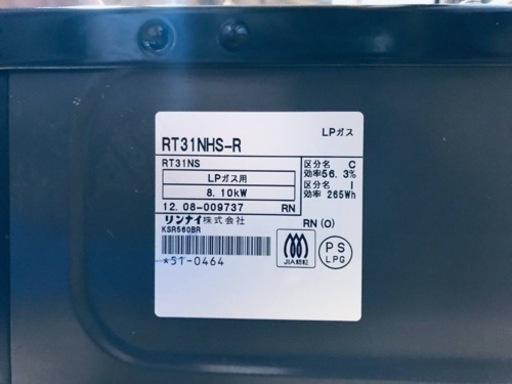 LPガス
RT31NHS-R
RT31NS
LPガス用
8.10kW
区分名 C
効率56.3%
区分名 I
効率 265Wh
12.08-009737 RN
リンナイ株式会社 RN(O)
KSR560BR
*51-0464
JIA認証
PS
LPG